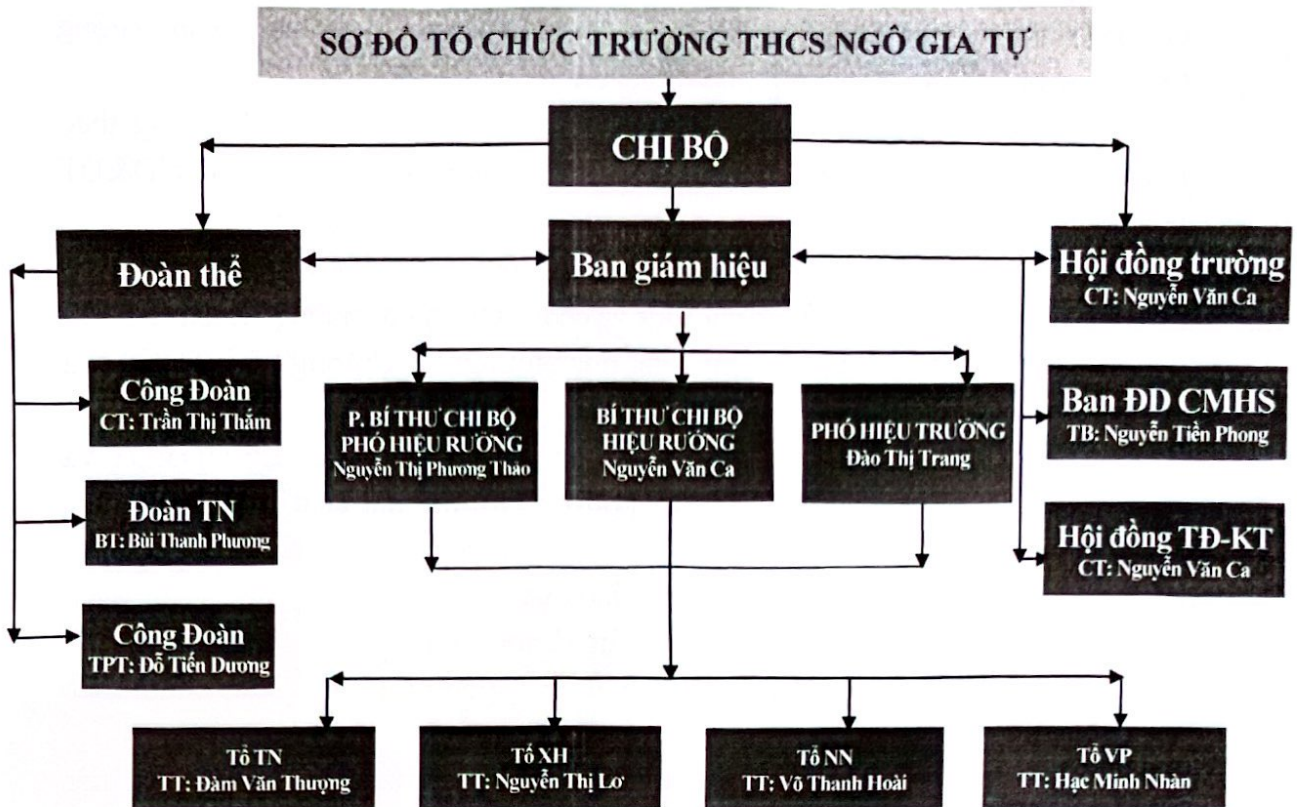 SƠ ĐỒ TỔ CHỨC TRƯỜNG THCS NGÔ GIA TỰ
CHI BỘ
Đoàn thể
Ban giám hiệu
Hội đồng trường
CT: Nguyễn Văn Ca
Công Đoàn
CT: Trần Thị Thắm
P. BÍ THƯ CHI BỘ
PHÓ HIỆU RƯỞNG
Nguyễn Thị Phương Thảo
BÍ THƯ CHI BỘ
HIỆU RƯỞNG
Nguyễn Văn Ca
PHÓ HIỆU TRƯỞNG
Đào Thị Trang
Ban ĐD CMHS
TB: Nguyễn Tiền Phong
Đoàn TN
BT: Bùi Thanh Phương
Hội đồng TĐ-KT
CT: Nguyễn Văn Ca
Công Đoàn
TPT: Đỗ Tiến Dương
Tổ TN
TT: Đàm Văn Thượng
Tổ XH
TT: Nguyễn Thị Lơ
Tổ NN
TT: Võ Thanh Hoài
Tổ VP
TT: Hạc Minh Nhàn